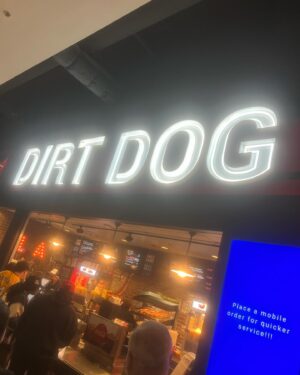 DIRT DOG
Place a mobile
order for quicker
service!!!